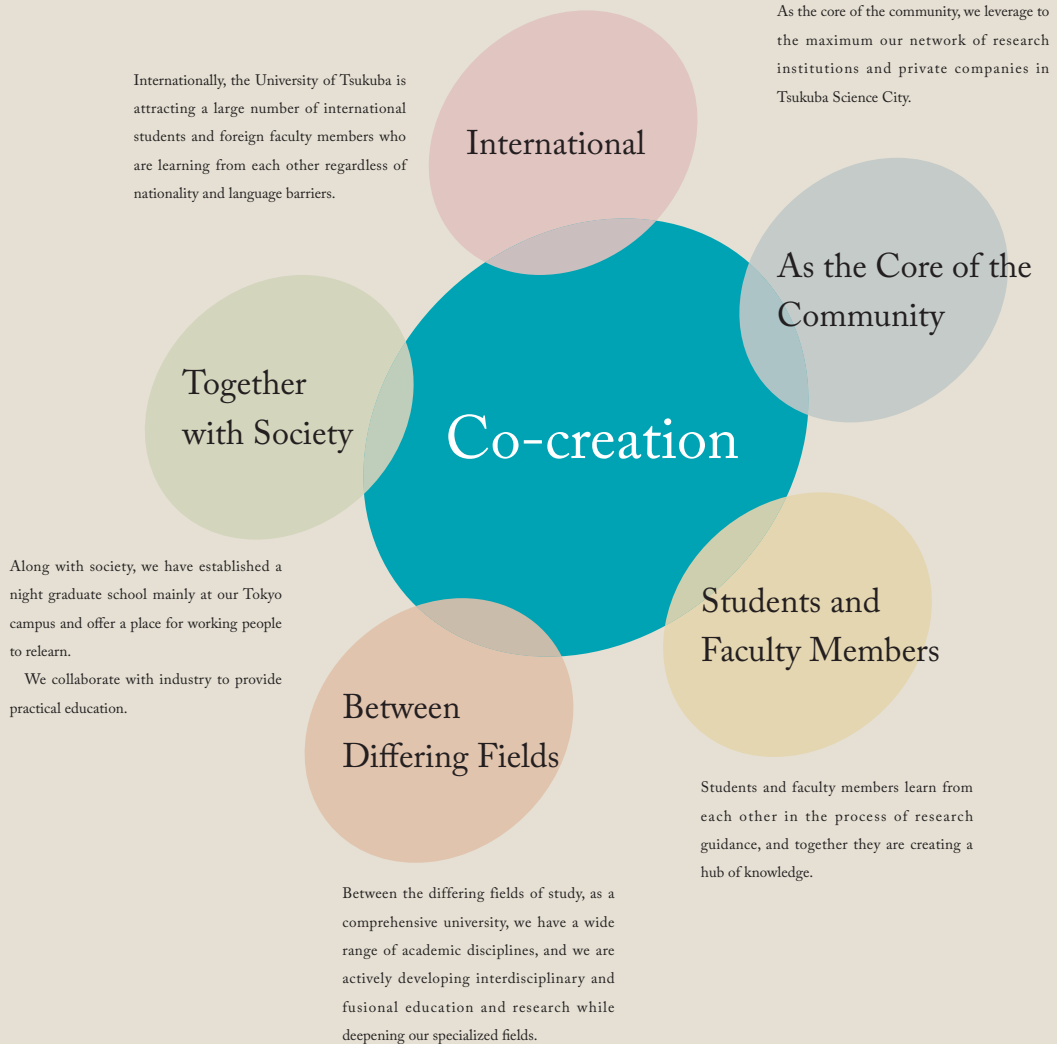 As the core of the community, we leverage to
the maximum our network of research
institutions and private companies in
Tsukuba Science City.
Internationally, the University of Tsukuba is
attracting a large number of international
students and foreign faculty members who
are learning from each other regardless of
nationality and language barriers.
International
As the Core of the
Community
Together
with Society
Co-creation
Along with society, we have established a
night graduate school mainly at our Tokyo
campus and offer a place for working people
to relearn.
We collaborate with industry to provide
practical education.
Students and
Faculty Members
Between
Differing Fields
Students and faculty members learn from
each other in the process of research
guidance, and together they are creating a
hub of knowledge.
Between the differing fields of study, as a
comprehensive university, we have a wide
range of academic disciplines, and we are
actively developing interdisciplinary and
fusional education and research while
deepening our specialized fields.